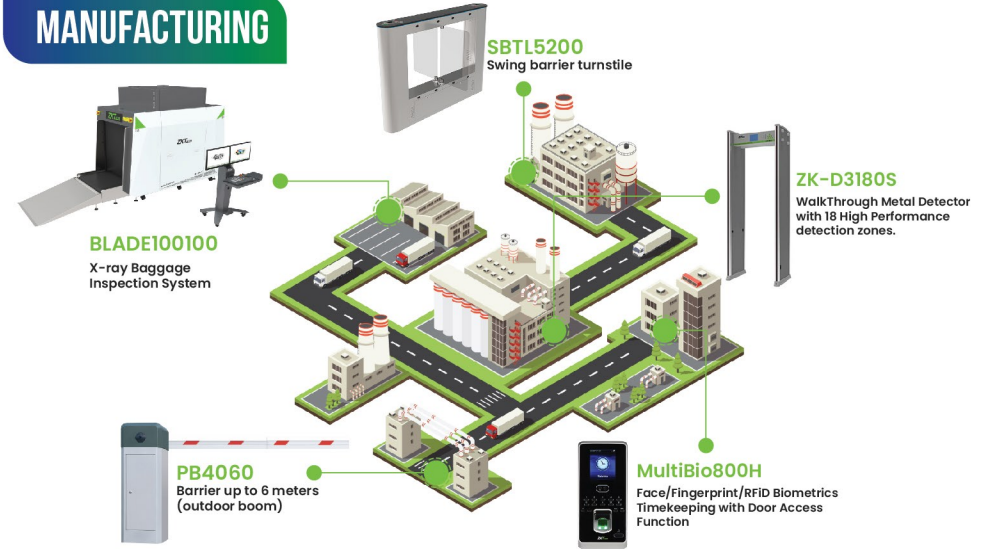 MANUFACTURING
SBTL5200
Swing barrier turnstile
ZK-D3180S
WalkThrough Metal Detector
with 18 High Performance
detection zones.
BLADE100100
X-ray Baggage
Inspection System
PB4060
Barrier up to 6 meters
(outdoor boom)
MultiBio800H
Face/Fingerprint/RFiD Biometrics
Timekeeping with Door Access
Function